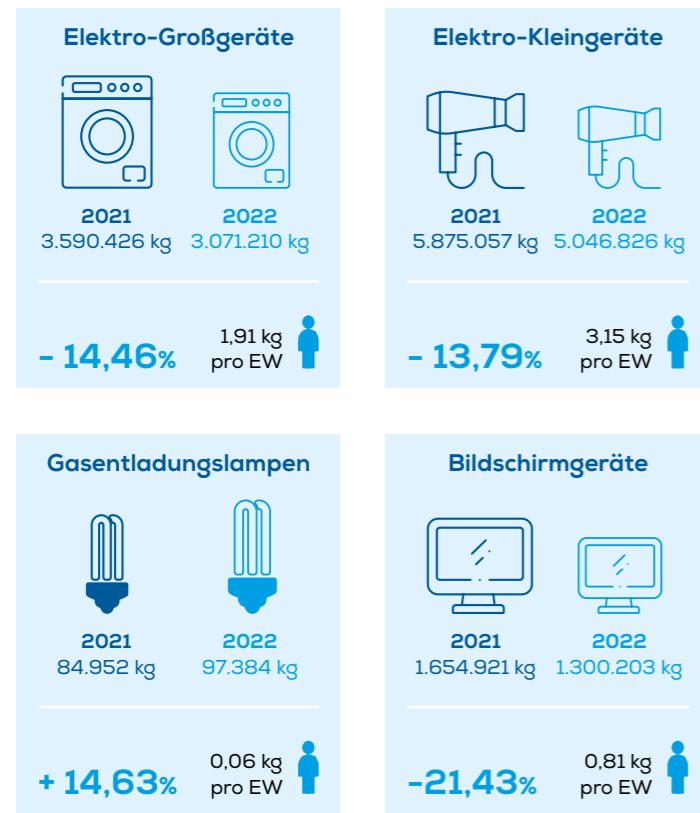 Elektro-Großgeräte
2021
2022
3.590.426 kg
3.071.210 kg
- 14,46%
1,91 kg
pro EW
Elektro-Kleingeräte
2021
2022
5.875.057 kg
5.046.826 kg
- 13,79%
3,15 kg
pro EW
Gasentladungslampen
2021
2022
84.952 kg
97.384 kg
+ 14,63%
0,06 kg
pro EW
Bildschirmgeräte
2021
2022
1.654.921 kg
1.300.203 kg
-21,43%
0,81 kg
pro EW